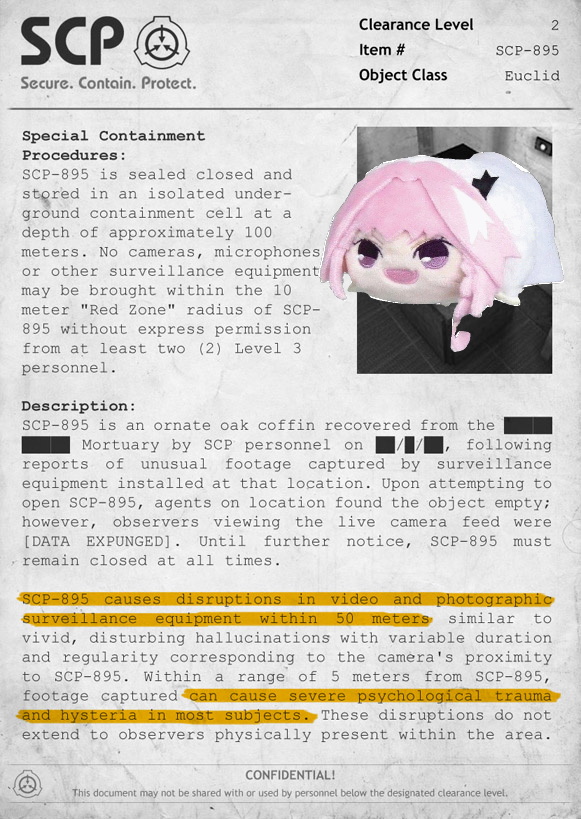 SCP
Secure. Contain. Protect.
Clearance Level 2
Item # SCP-895
Object Class Euclid
Special Containment
Procedures:
SCP-895 is sealed closed and
stored in an isolated under-
ground containment cell at a
depth of approximately 100
meters. No cameras, microphones
or other surveillance equipment
may be brought within the 10
meter "Red Zone" radius of SCP-
895 without express permission
from at least two (2) Level 3
personnel.
Description:
SCP-895 is an ornate oak coffin recovered from the ████
████ Mortuary by SCP personnel on ██/█/██, following
reports of unusual footage captured by surveillance
equipment installed at that location. Upon attempting to
open SCP-895, agents on location found the object empty;
however, observers viewing the live camera feed were
[DATA EXPUNGED]. Until further notice, SCP-895 must
remain closed at all times.
SCP-895 causes disruptions in video and photographic
surveillance equipment within 50 meters similar to
vivid, disturbing hallucinations with variable duration
and regularity corresponding to the camera's proximity
to SCP-895. Within a range of 5 meters from SCP-895,
footage captured can cause severe psychological trauma
and hysteria in most subjects. These disruptions do not
extend to observers physically present within the area.
CONFIDENTIAL!
This document may not be shared with or used by personnel below the designated clearance level.